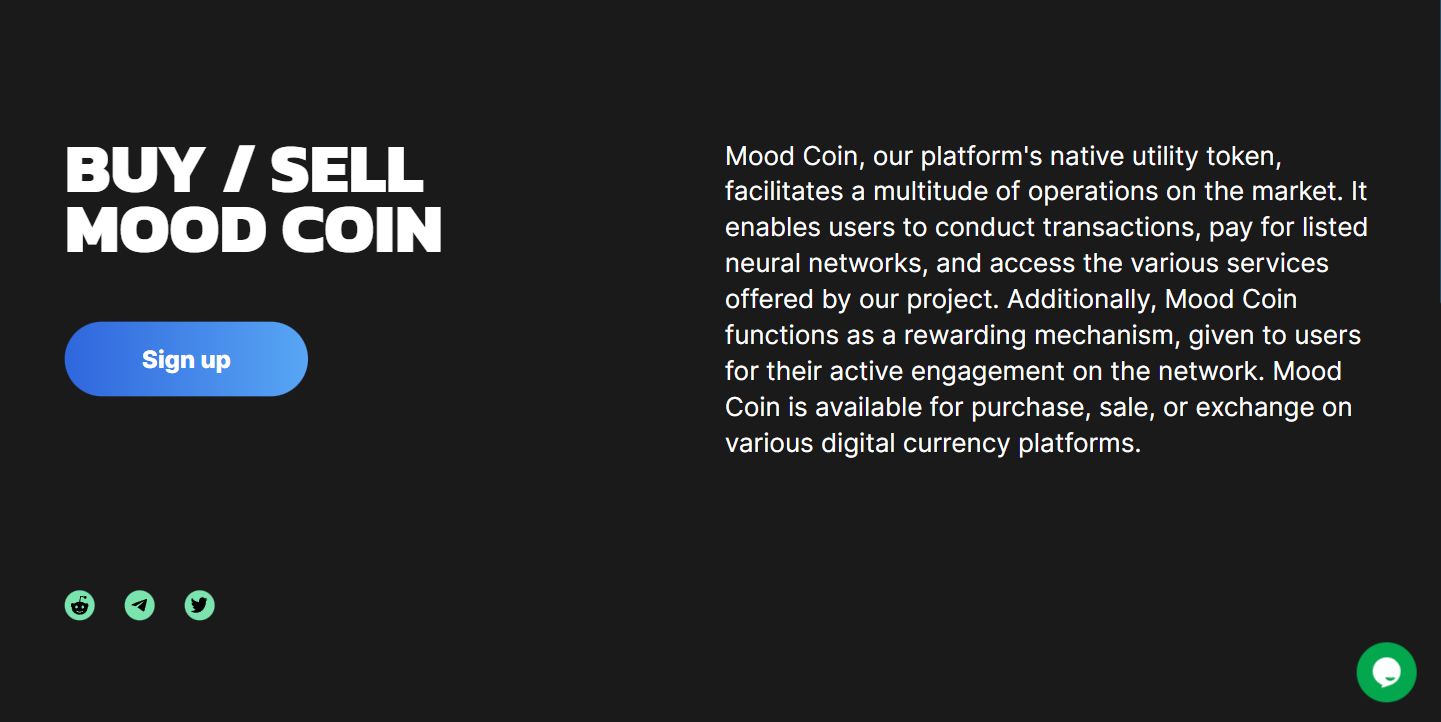 BUY / SELL
MOOD COIN
Sign up
Mood Coin, our platform's native utility token,
facilitates a multitude of operations on the market. It
enables users to conduct transactions, pay for listed
neural networks, and access the various services
offered by our project. Additionally, Mood Coin
functions as a rewarding mechanism, given to users
for their active engagement on the network. Mood
Coin is available for purchase, sale, or exchange on
various digital currency platforms.